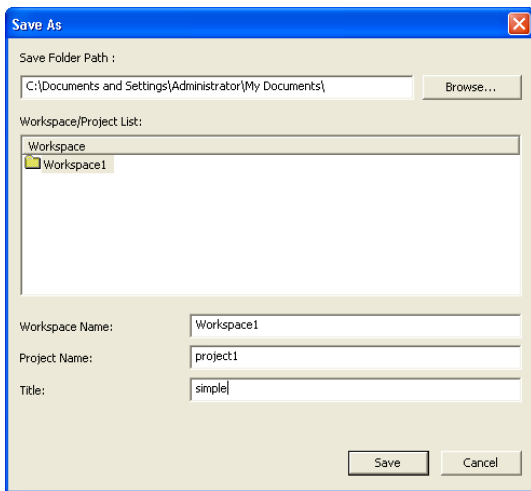 Save As
Save Folder Path :
C:\Documents and Settings\Administrator\My Documents\ Browse...
Workspace/Project List:
Workspace
Workspace1
Workspace Name: Workspace1
Project Name: project1
Title: simple
Save Cancel